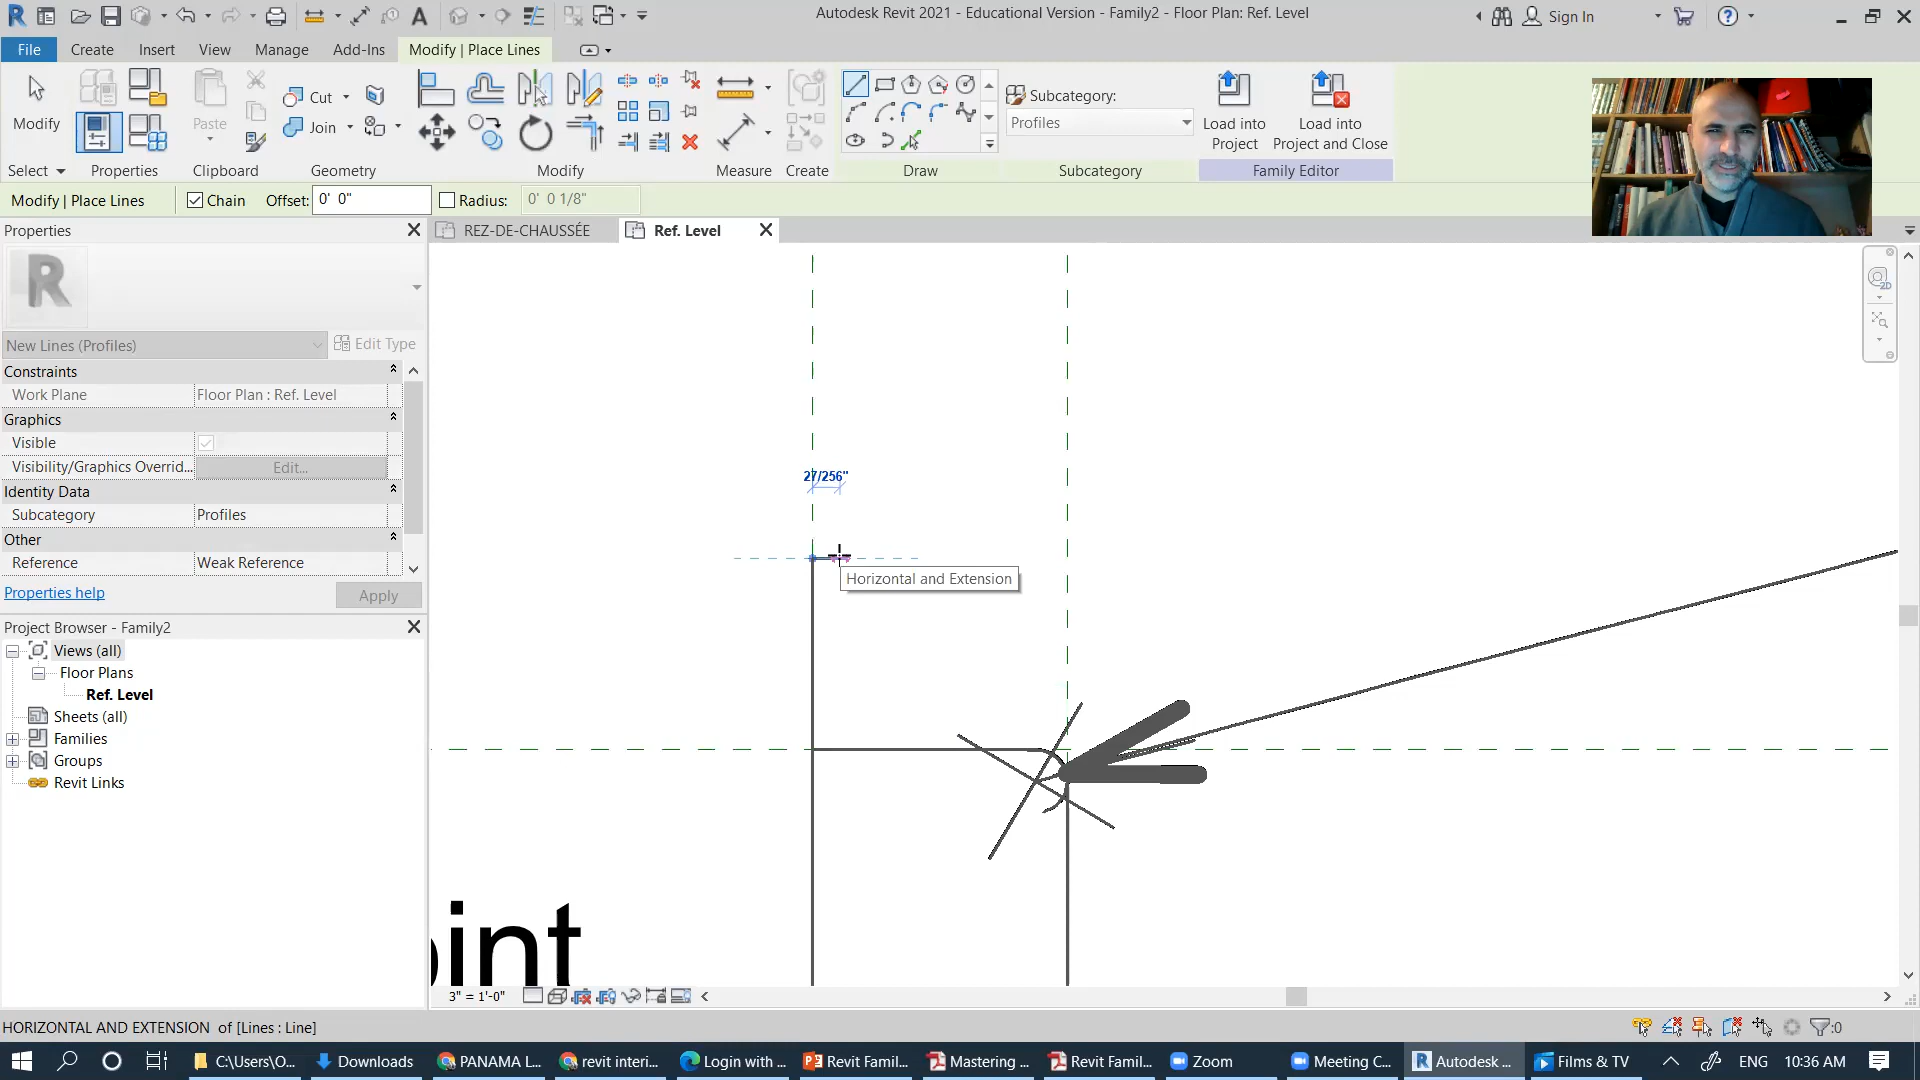 Autodesk Revit 2021 - Educational Version - Family2 - Floor Plan: Ref. Level
Sign In
File Create Insert View Manage Add-Ins Modify | Place Lines
Modify
Paste
Cut
Join
Subcategory:
Profiles
Load into
Project
Load into
Project and Close
Select Properties Clipboard Geometry Modify Measure Create Draw Subcategory Family Editor
Modify | Place Lines Chain Offset: 0' 0" Radius: 0' 0 1/8"
Properties
REZ-DE-CHAUSSÉE Ref. Level
New Lines (Profiles) Edit Type
Constraints
Work Plane Floor Plan : Ref. Level
Graphics
Visible
Visibility/Graphics Overrid... Edit...
Identity Data
Subcategory Profiles
Other
Reference Weak Reference
Properties help Apply
Project Browser - Family2
Views (all)
Floor Plans
Ref. Level
Sheets (all)
Families
Groups
Revit Links
2D
27/256"
Horizontal and Extension
oint
3" = 1'-0"
HORIZONTAL AND EXTENSION of [Lines : Line] :0
C:\Users\O... Downloads PANAMA L... revit interi... Login with ... Revit Famil... Mastering ... Revit Famil... Zoom Meeting C... Autodesk ... Films & TV ENG 10:36 AM